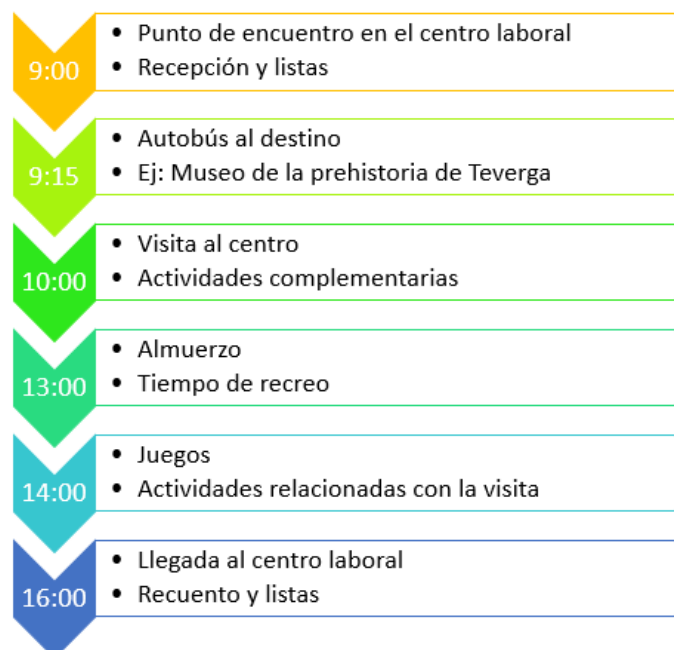 9:00
• Punto de encuentro en el centro laboral
• Recepción y listas
9:15
• Autobús al destino
• Ej: Museo de la prehistoria de Teverga
10:00
• Visita al centro
• Actividades complementarias
13:00
• Almuerzo
• Tiempo de recreo
14:00
• Juegos
• Actividades relacionadas con la visita
16:00
• Llegada al centro laboral
• Recuento y listas